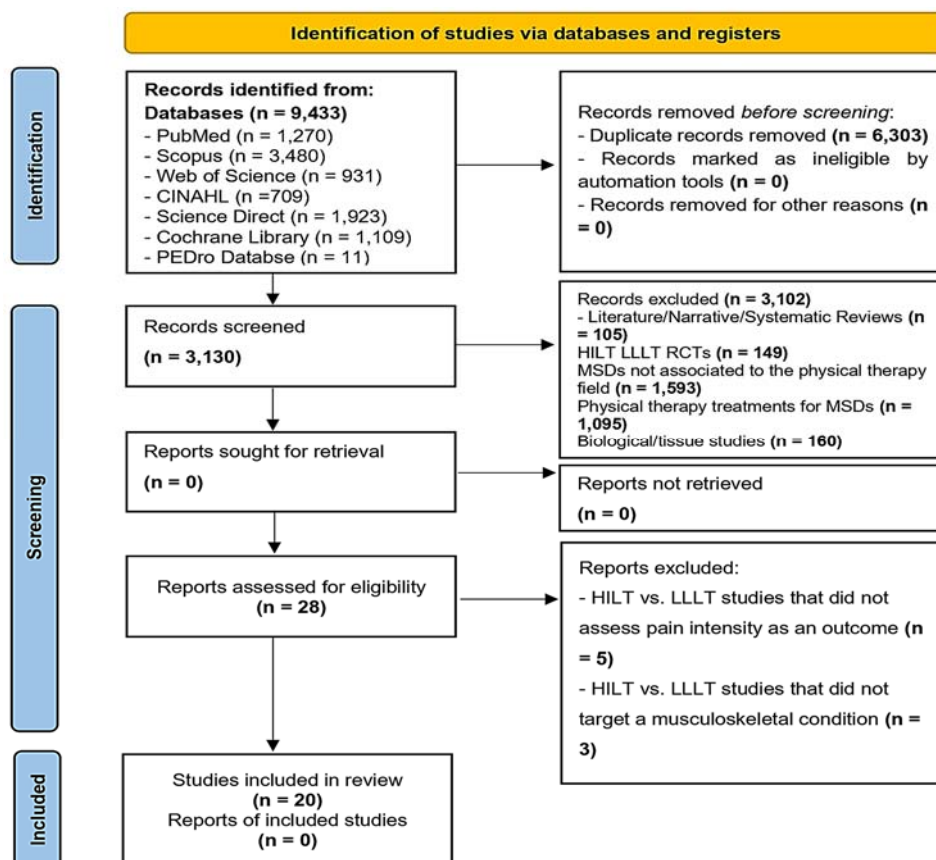 Identification of studies via databases and registers
Identification
Records identified from:
Databases (n = 9,433)
- PubMed (n = 1,270)
- Scopus (n = 3,480)
- Web of Science (n = 931)
- CINAHL (n =709)
- Science Direct (n = 1,923)
- Cochrane Library (n = 1,109)
- PEDro Databse (n = 11)
Records removed before screening:
- Duplicate records removed (n = 6,303)
- Records marked as ineligible by
automation tools (n = 0)
- Records removed for other reasons (n
= 0)
Screening
Records screened
(n = 3,130)
Records excluded (n = 3,102)
- Literature/Narrative/Systematic Reviews (n
= 105)
HILT LLLT RCTs (n = 149)
MSDs not associated to the physical therapy
field (n = 1,593)
Physical therapy treatments for MSDs (n =
1,095)
Biological/tissue studies (n = 160)
Reports sought for retrieval
(n = 0)
Reports not retrieved
(n = 0)
Reports assessed for eligibility
(n = 28)
Reports excluded:
- HILT vs. LLLT studies that did not
assess pain intensity as an outcome (n
= 5)
- HILT vs. LLLT studies that did not
target a musculoskeletal condition (n =
3)
Included
Studies included in review
(n = 20)
Reports of included studies
(n = 0)